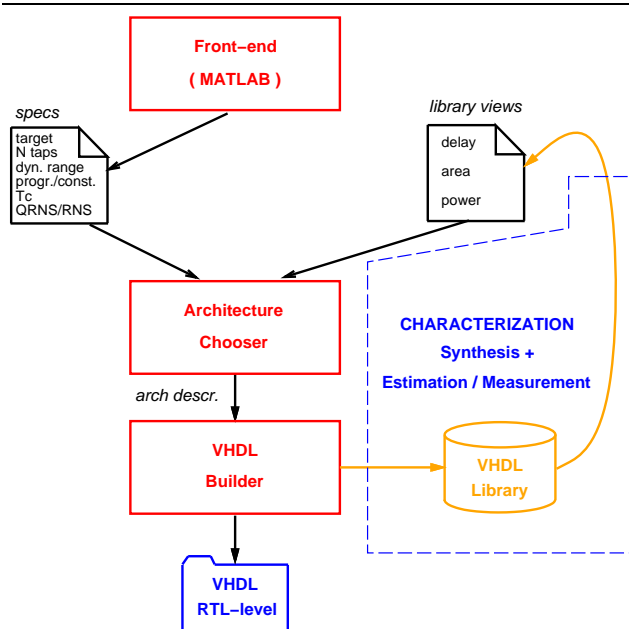 Front-end
( MATLAB )
specs
target
N taps
dyn. range
progr./const.
Tc
QRNS/RNS
library views
delay
area
power
Architecture
Chooser
CHARACTERIZATION
Synthesis +
Estimation / Measurement
arch descr.
VHDL
Builder
VHDL
Library
VHDL
RTL-level